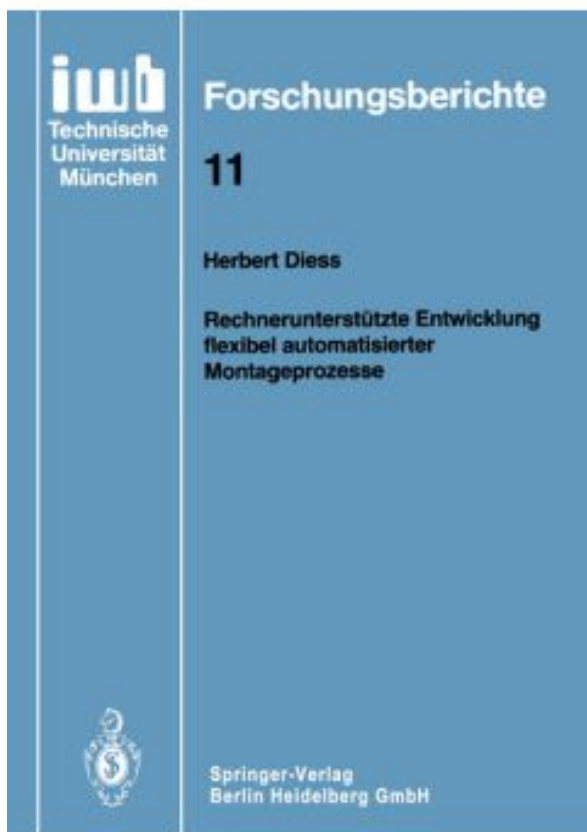 iwb
Technische
Universität
München
Forschungsberichte
11
Herbert Diess
Rechnerunterstützte Entwicklung
flexibel automatisierter
Montageprozesse
Springer-Verlag
Berlin Heidelberg GmbH